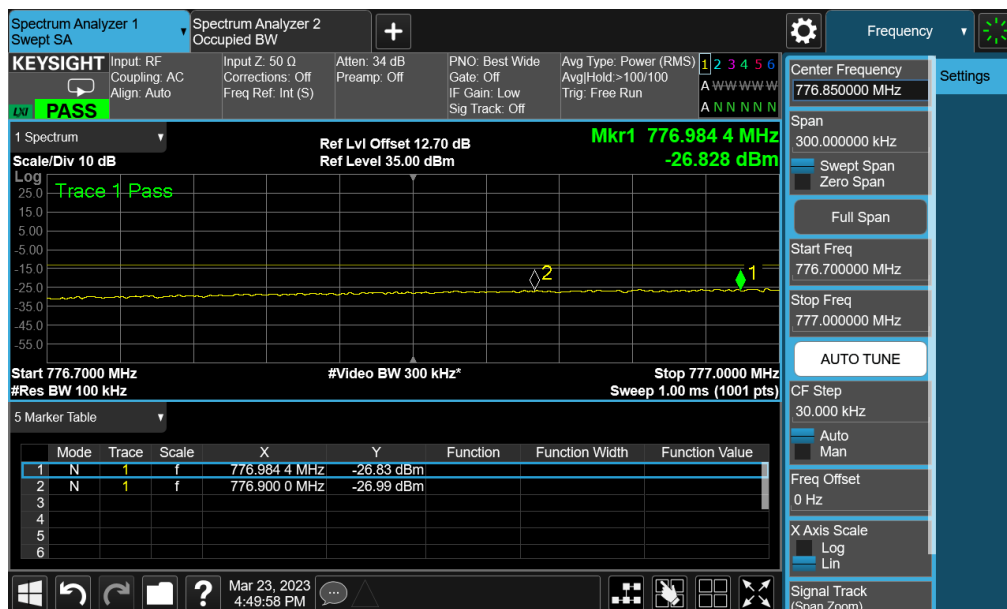 Spectrum Analyzer 1
Swept SA
Spectrum Analyzer 2
Occupied BW
Frequency
KEYSIGHT
LXI PASS
Input: RF
Coupling: AC
Align: Auto
Input Z: 50 Ω
Corrections: Off
Freq Ref: Int (S)
Atten: 34 dB
Preamp: Off
PNO: Best Wide
Gate: Off
IF Gain: Low
Sig Track: Off
Avg Type: Power (RMS)
Avg|Hold:>100/100
Trig: Free Run
1 2 3 4 5 6
A W W W W W
A N N N N N
1 Spectrum
Scale/Div 10 dB
Ref Lvl Offset 12.70 dB
Ref Level 35.00 dBm
Mkr1 776.984 4 MHz
-26.828 dBm
Log
Trace 1 Pass
25.0
15.0
5.00
-5.00
-15.0
-25.0
-35.0
-45.0
-55.0
2
1
Start 776.7000 MHz
#Video BW 300 kHz*
Stop 777.0000 MHz
#Res BW 100 kHz
Sweep 1.00 ms (1001 pts)
5 Marker Table
Mode Trace Scale X Y Function Function Width Function Value
1 N 1 f 776.984 4 MHz -26.83 dBm
2 N 1 f 776.900 0 MHz -26.99 dBm
3
4
5
6
Center Frequency
776.850000 MHz
Span
300.000000 kHz
Swept Span
Zero Span
Full Span
Start Freq
776.700000 MHz
Stop Freq
777.000000 MHz
AUTO TUNE
CF Step
30.000 kHz
Auto
Man
Freq Offset
0 Hz
X Axis Scale
Log
Lin
Signal Track
(Span Zoom)
Settings
?
Mar 23, 2023
4:49:58 PM